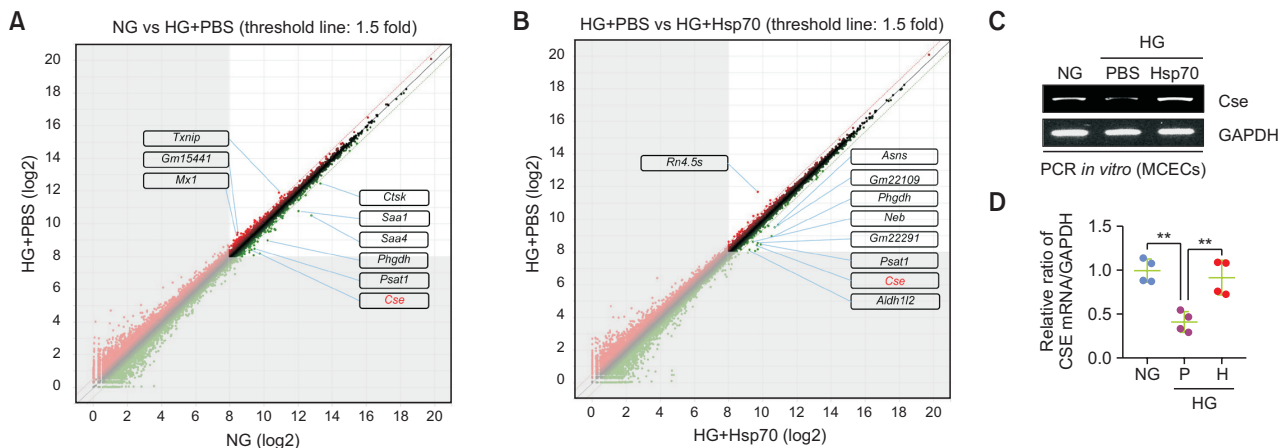 A
NG vs HG+PBS (threshold line: 1.5 fold)
HG+PBS (log2)
20
18
16
14
12
10
8
6
4
2
0
Txnip
Gm15441
Mx1
Ctsk
Saa1
Saa4
Phgdh
Psat1
Cse
0 2 4 6 8 10 12 14 16 18 20
NG (log2)
B
HG+PBS vs HG+Hsp70 (threshold line: 1.5 fold)
HG+PBS (log2)
20
18
16
14
12
10
8
6
4
2
0
Rn4.5s
Asns
Gm22109
Phgdh
Neb
Gm22291
Psat1
Cse
Aldh1l2
0 2 4 6 8 10 12 14 16 18 20
HG+Hsp70 (log2)
C
HG
NG PBS Hsp70
Cse
GAPDH
PCR in vitro (MCECs)
D
Relative ratio of
CSE mRNA/GAPDH
1.5
1.0
0.5
0.0
** **
NG P H
HG